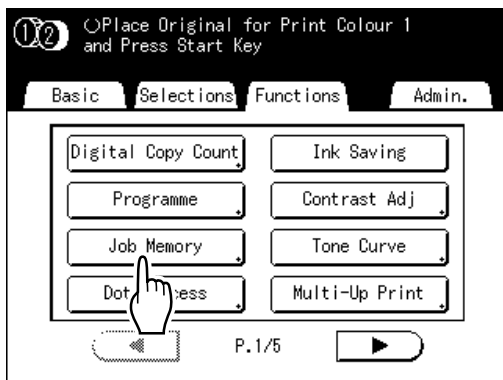 ①② Place Original for Print Colour 1
and Press Start Key
Basic Selections Functions Admin.
Digital Copy Count Ink Saving
Programme Contrast Adj
Job Memory Tone Curve
Multi-Up Print
P.1/5